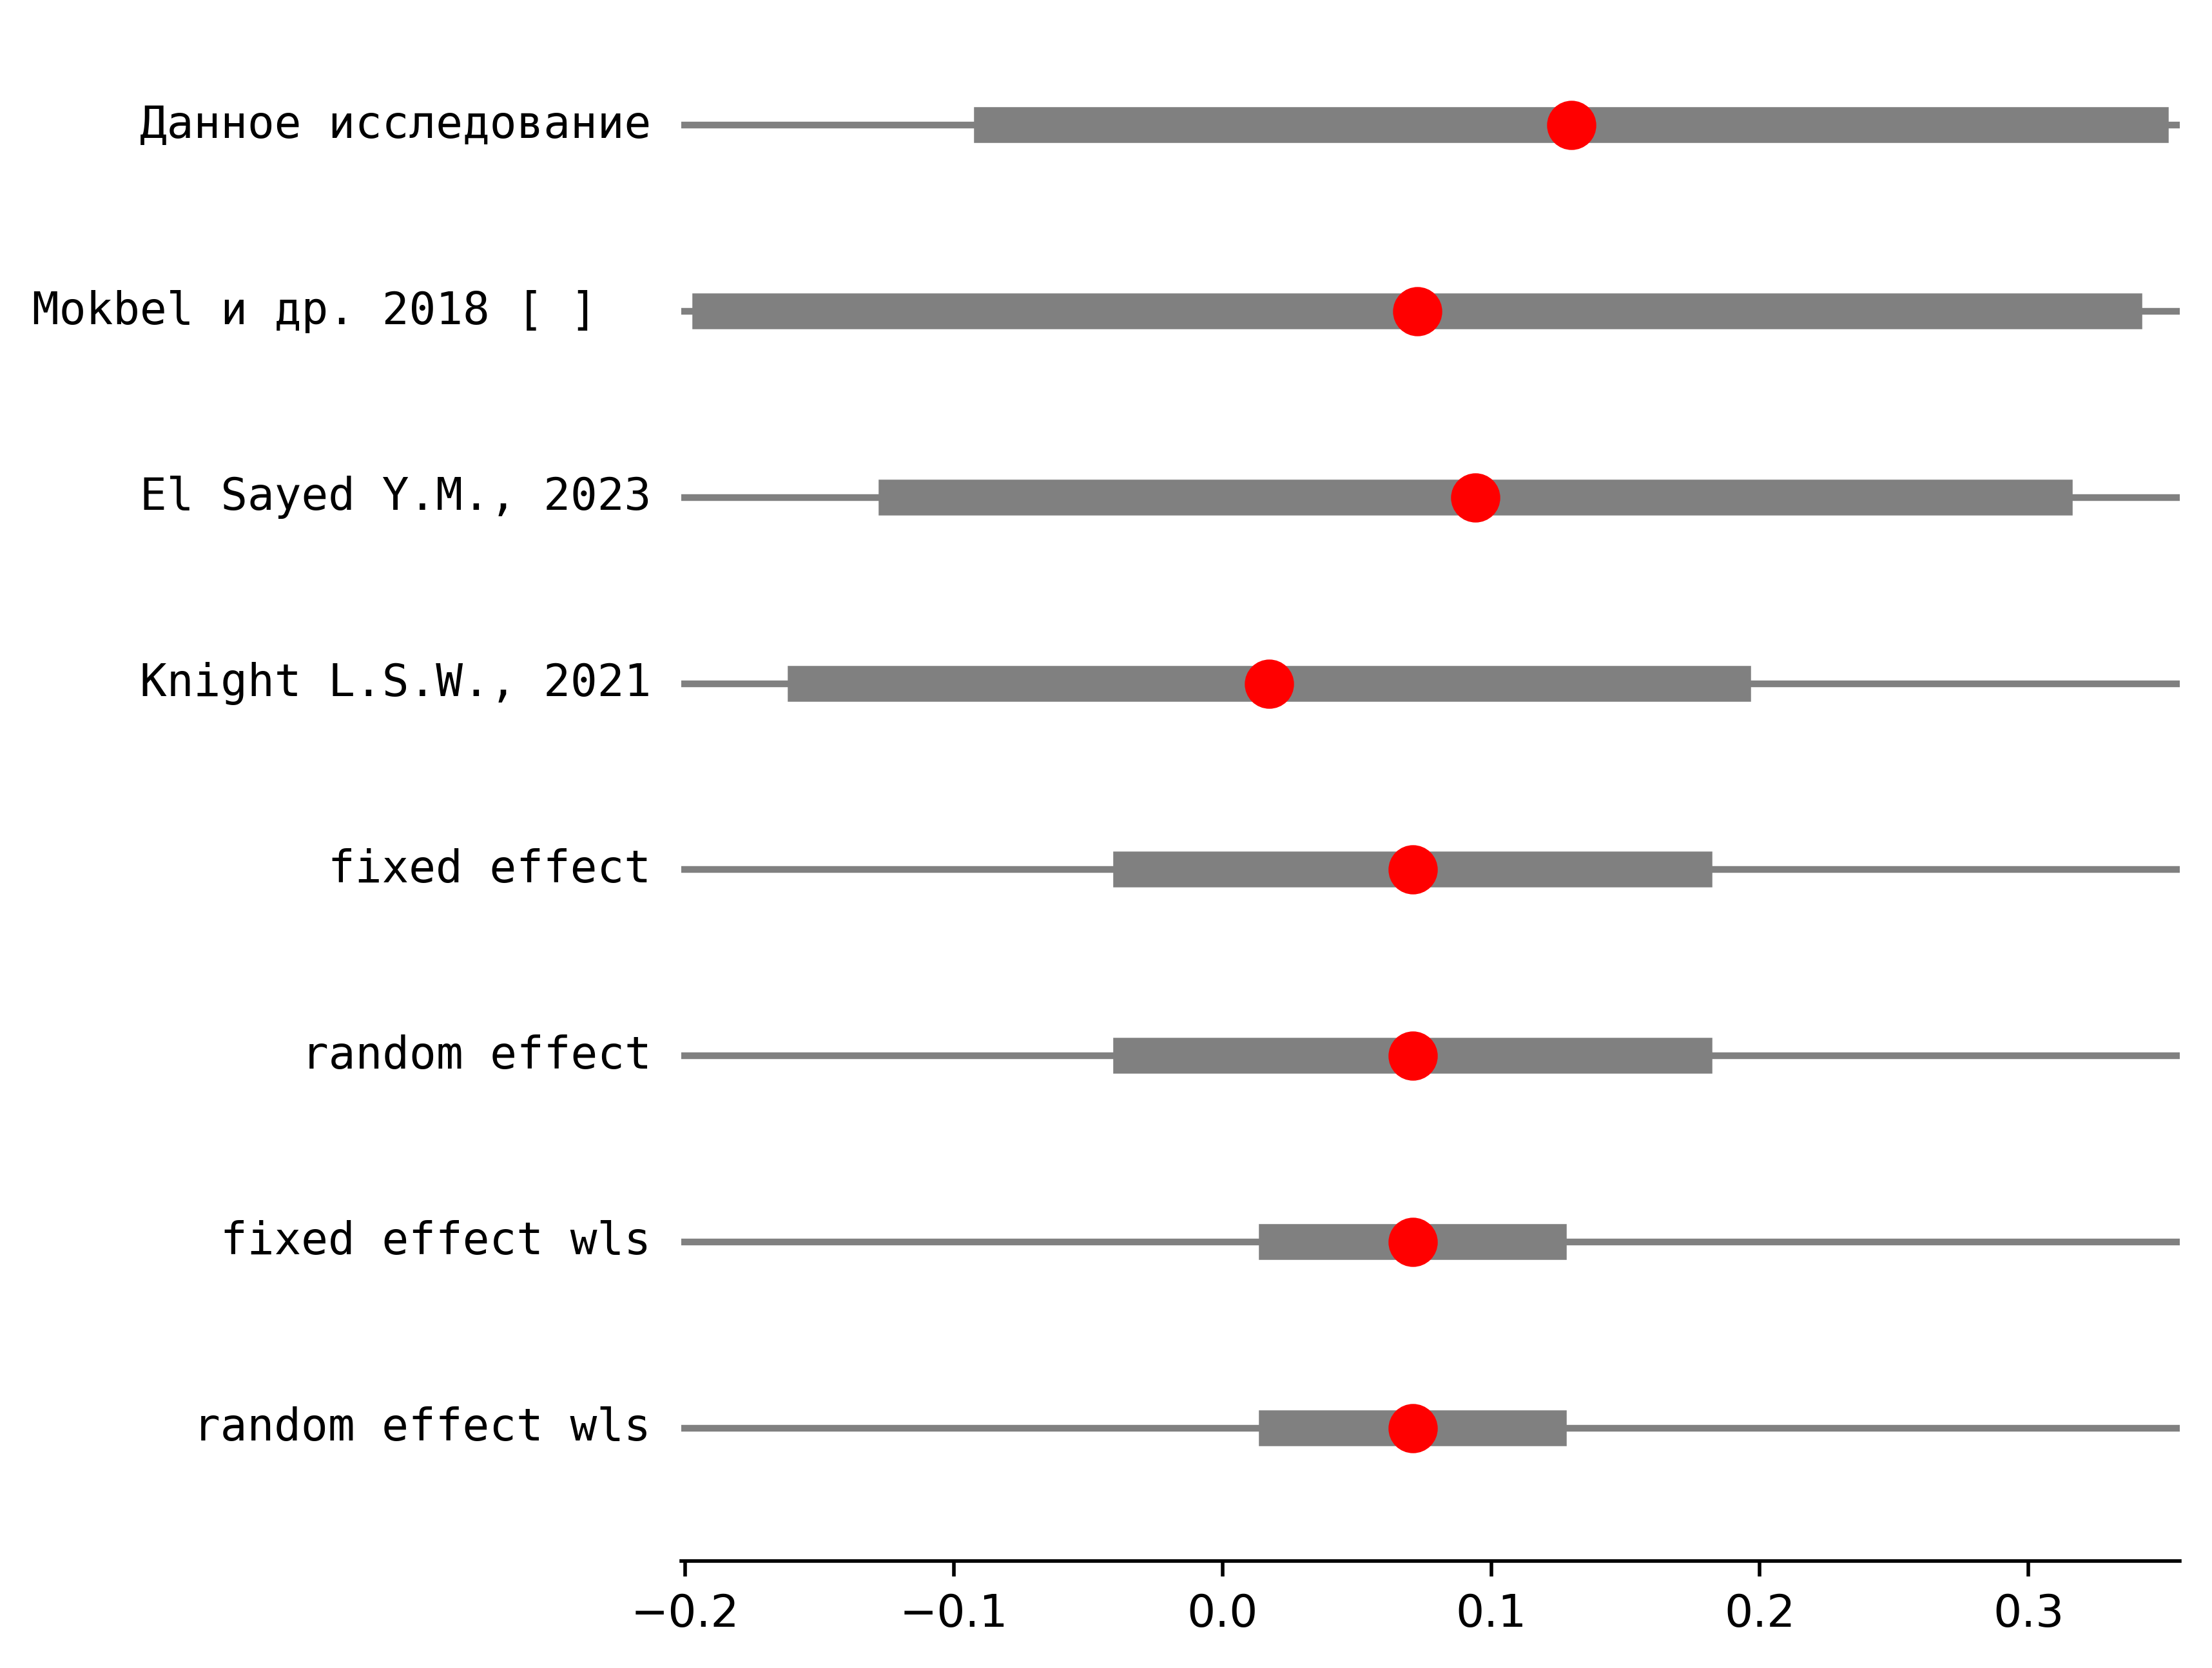 Данное исследование
Mokbel и др. 2018 [ ]
El Sayed Y.M., 2023
Knight L.S.W., 2021
fixed effect
random effect
fixed effect wls
random effect wls
−0.2 −0.1 0.0 0.1 0.2 0.3